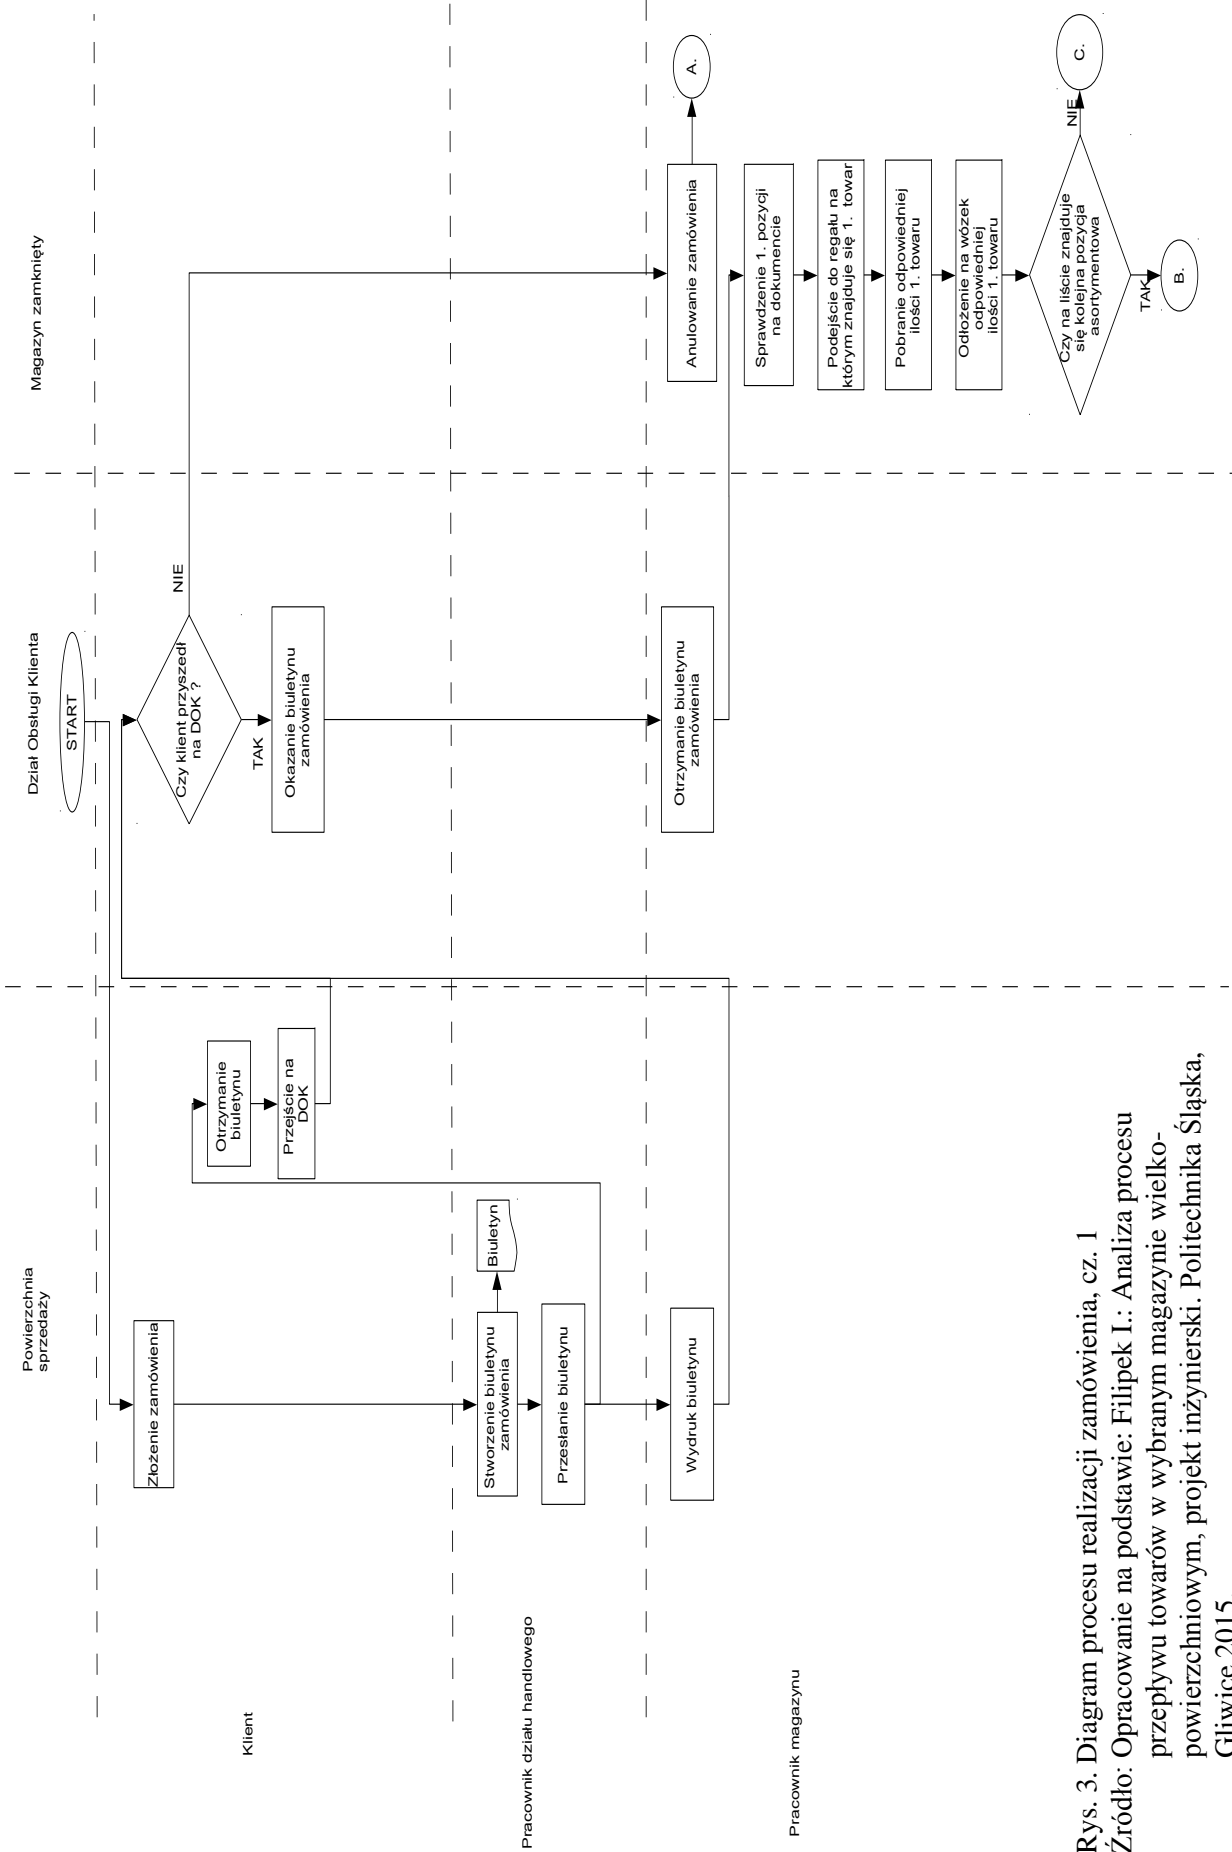 Powierzchnia
sprzedaży
Dział Obsługi Klienta
Magazyn zamknięty
START
Klient
Złożenie zamówienia
Otrzymanie
biuletynu
Przejście na
DOK
Czy klient przyszedł
na DOK ?
NIE
TAK
Okazanie biuletynu
zamówienia
Pracownik działu handlowego
Stworzenie biuletynu
zamówienia
Biuletyn
Przesłanie biuletynu
Pracownik magazynu
Wydruk biuletynu
Otrzymanie biuletynu
zamówienia
Anulowanie zamówienia
A.
Sprawdzenie 1. pozycji
na dokumencie
Podejście do regału na
którym znajduje się 1. towar
Pobranie odpowiedniej
ilości 1. towaru
Odłożenie na wózek
odpowiedniej
ilości 1. towaru
Czy na liście znajduje
się kolejna pozycja
asortymentowa
NIE
C.
TAK
B.
Rys. 3. Diagram procesu realizacji zamówienia, cz. 1
Źródło: Opracowanie na podstawie: Filipek I.: Analiza procesu
przepływu towarów w wybranym magazynie wielko-
powierzchniowym, projekt inżynierski. Politechnika Śląska,
Gliwice 2015.